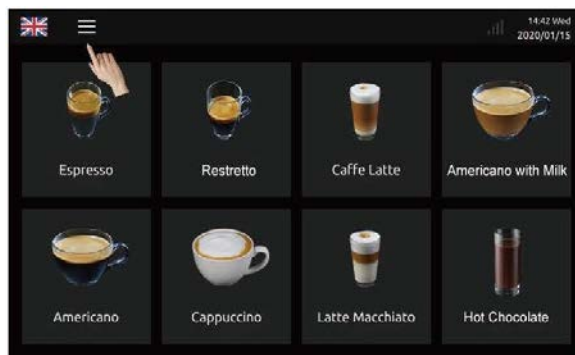 14:42 Wed
2020/01/15
Espresso
Restretto
Caffe Latte
Americano with Milk
Americano
Cappuccino
Latte Macchiato
Hot Chocolate